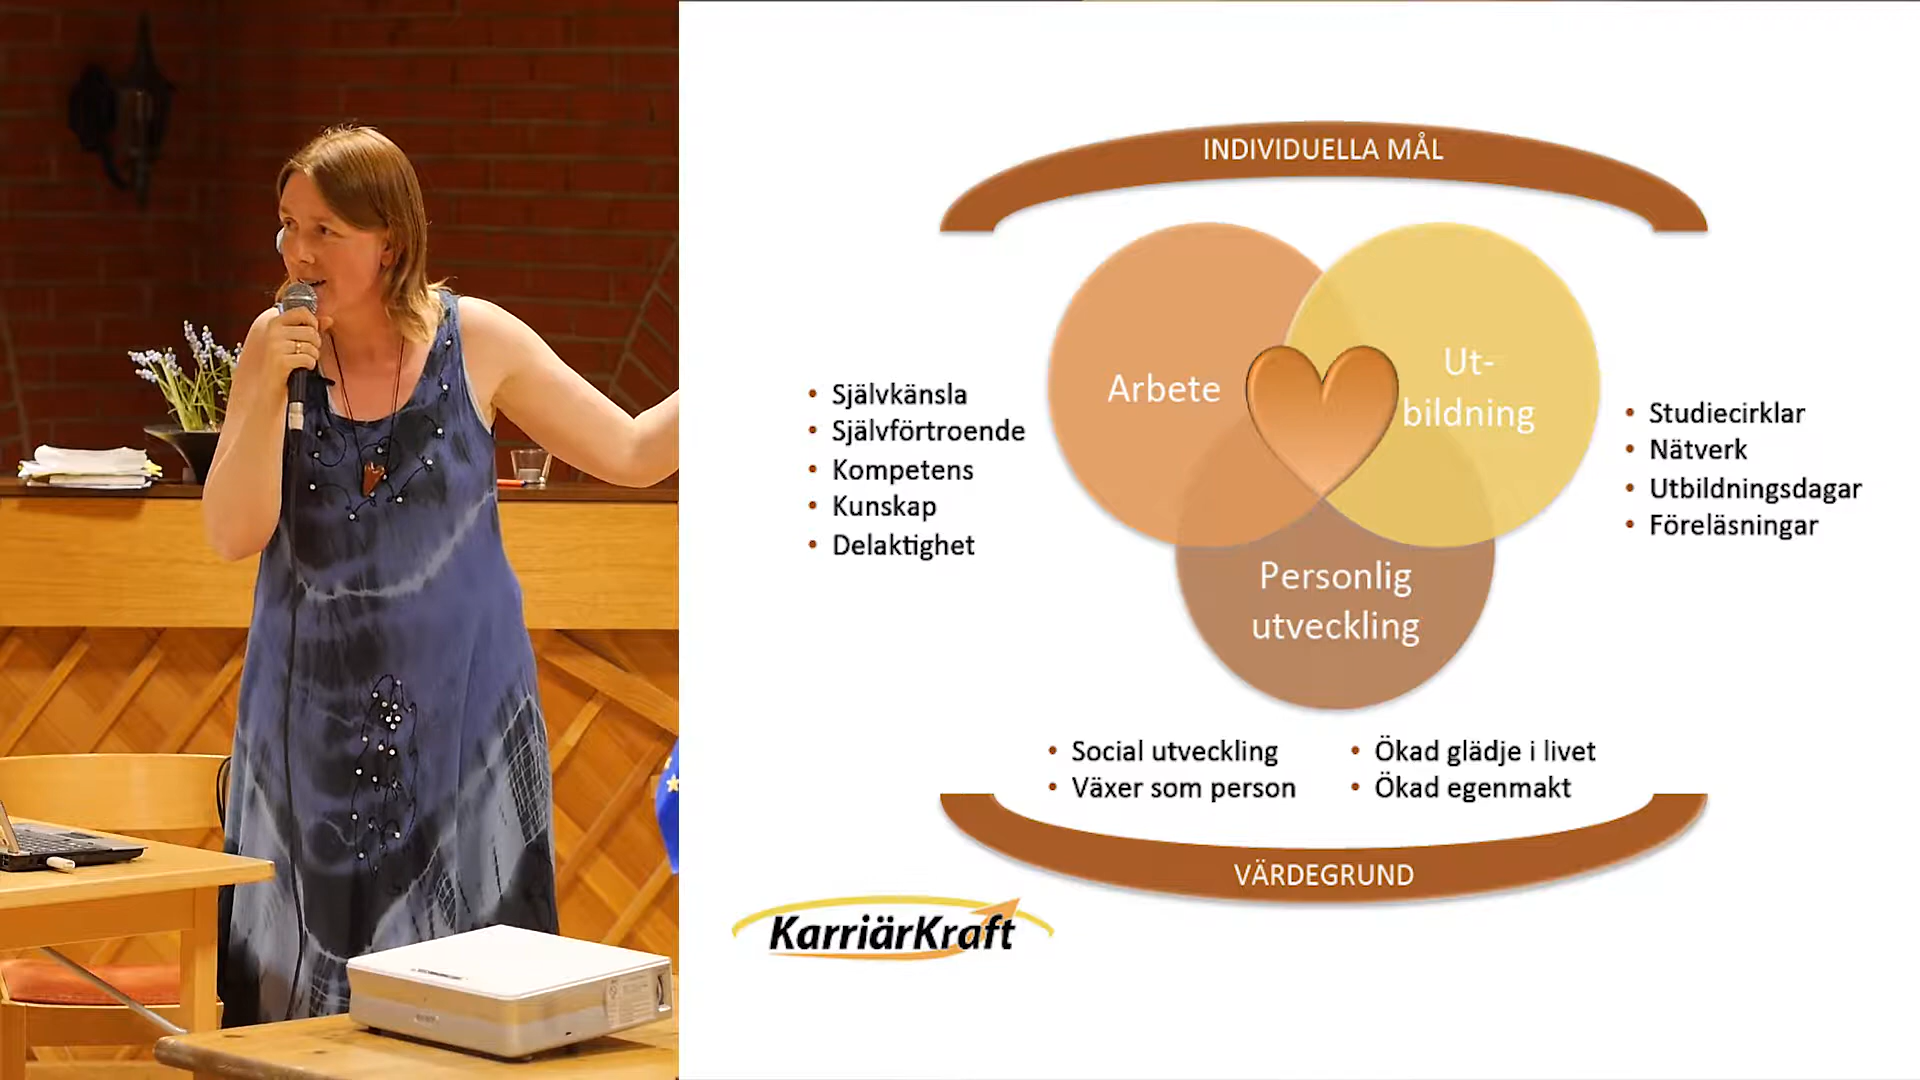 INDIVIDUELLA MÅL
Arbete
Ut-
bildning
Personlig
utveckling
• Självkänsla
• Självförtroende
• Kompetens
• Kunskap
• Delaktighet
• Studiecirklar
• Nätverk
• Utbildningsdagar
• Föreläsningar
• Social utveckling
• Växer som person
• Ökad glädje i livet
• Ökad egenmakt
VÄRDEGRUND
KarriärKraft